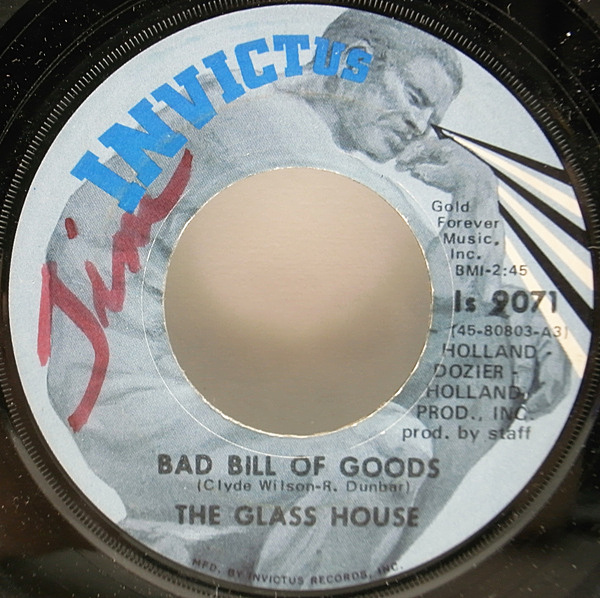 INVICTUS
Jim
Gold
Forever
Music,
Inc.
BMI-2:45
Is 9071
(45-80803-A3)
HOLLAND -
DOZIER -
HOLLAND
PROD., INC.
prod. by staff
BAD BILL OF GOODS
(Clyde Wilson-R. Dunbar)
THE GLASS HOUSE
MFD. BY INVICTUS RECORDS, INC.